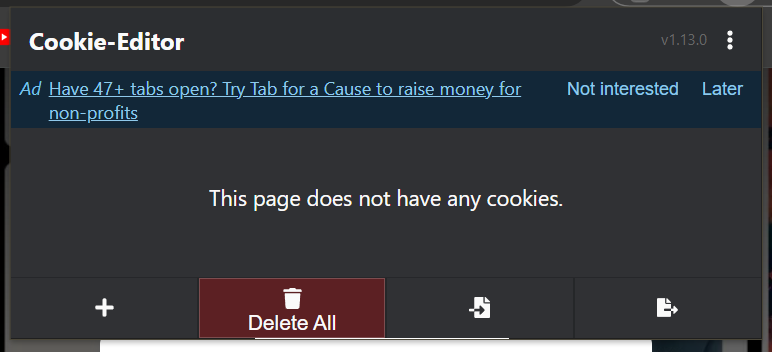 Cookie-Editor
v1.13.0
Ad Have 47+ tabs open? Try Tab for a Cause to raise money for
non-profits
Not interested
Later
This page does not have any cookies.
Delete All